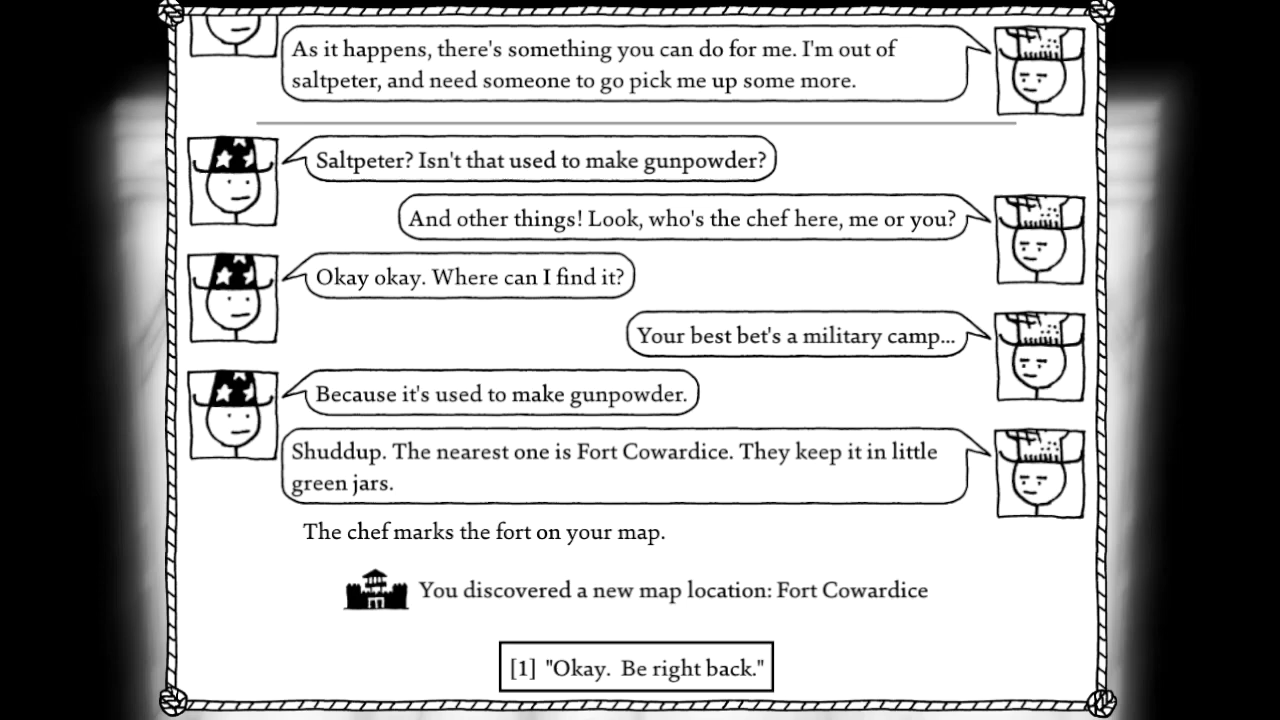 As it happens, there's something you can do for me. I'm out of
saltpeter, and need someone to go pick me up some more.
Saltpeter? Isn't that used to make gunpowder?
And other things! Look, who's the chef here, me or you?
Okay okay. Where can I find it?
Your best bet's a military camp...
Because it's used to make gunpowder.
Shuddup. The nearest one is Fort Cowardice. They keep it in little
green jars.
The chef marks the fort on your map.
You discovered a new map location: Fort Cowardice
[1] "Okay. Be right back."